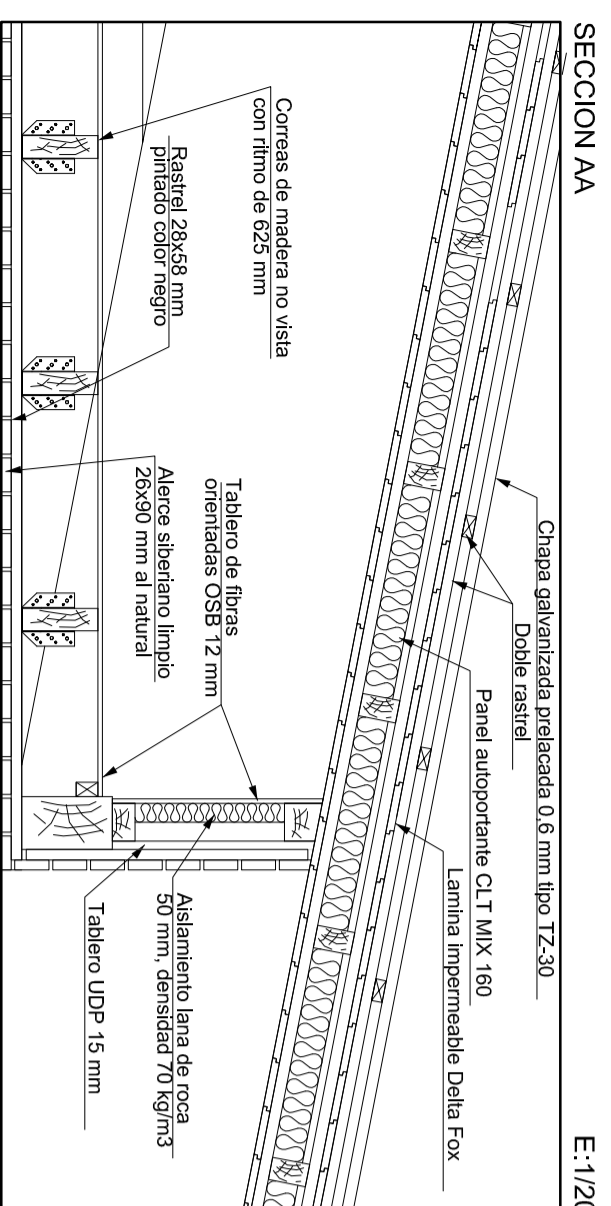 SECCION AA
E:1/20
Chapa galvanizada prelacada 0,6 mm tipo TZ-30
Doble rastrel
Panel autoportante CLT MIX 160
Lamina impermeable Delta Fox
Correas de madera no vista
con ritmo de 625 mm
Rastrel 28x58 mm
pintado color negro
Tablero de fibras
orientadas OSB 12 mm
Alerce siberiano limpio
26x90 mm al natural
Aislamiento lana de roca
50 mm, densidad 70 kg/m3
Tablero UDP 15 mm